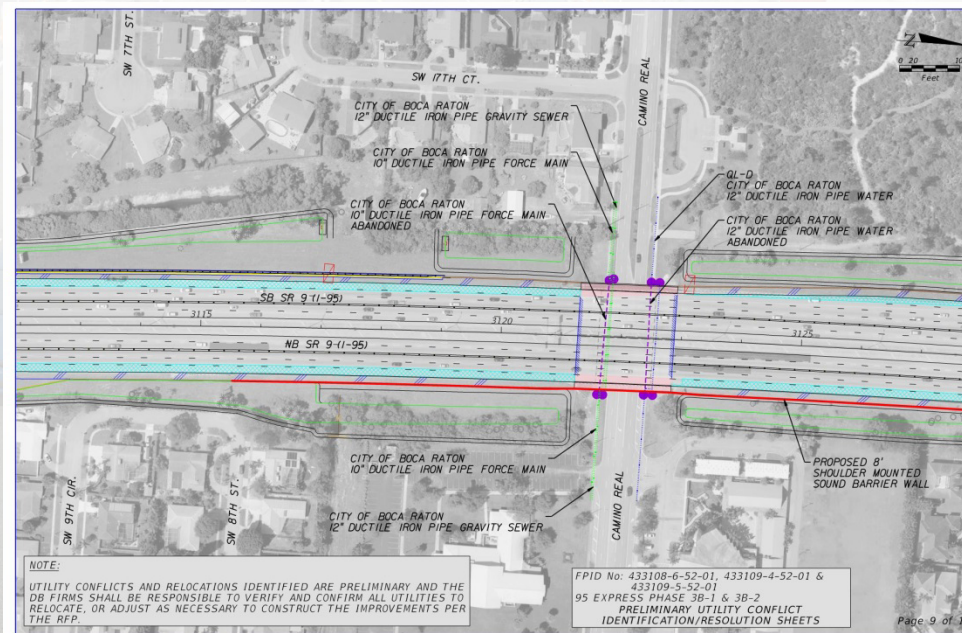 SW 7TH ST.
SW 17TH CT.
CAMINO REAL
N
0 20
Feet
CITY OF BOCA RATON
12" DUCTILE IRON PIPE GRAVITY SEWER
CITY OF BOCA RATON
10" DUCTILE IRON PIPE FORCE MAIN
CITY OF BOCA RATON
10" DUCTILE IRON PIPE FORCE MAIN
ABANDONED
QL-D
CITY OF BOCA RATON
12" DUCTILE IRON PIPE WATER
CITY OF BOCA RATON
12" DUCTILE IRON PIPE WATER
ABANDONED
SB SR 9 (I-95)
3115
3120
3125
NB SR 9 (I-95)
CITY OF BOCA RATON
10" DUCTILE IRON PIPE FORCE MAIN
PROPOSED 8'
SHOULDER MOUNTED
SOUND BARRIER WALL
SW 9TH CIR.
SW 8TH ST.
CAMINO REAL
CITY OF BOCA RATON
12" DUCTILE IRON PIPE GRAVITY SEWER
NOTE:
UTILITY CONFLICTS AND RELOCATIONS IDENTIFIED ARE PRELIMINARY AND THE
DB FIRMS SHALL BE RESPONSIBLE TO VERIFY AND CONFIRM ALL UTILITIES TO
RELOCATE, OR ADJUST AS NECESSARY TO CONSTRUCT THE IMPROVEMENTS PER
THE RFP.
FPID No: 433108-6-52-01, 433109-4-52-01 &
433109-5-52-01
95 EXPRESS PHASE 3B-1 & 3B-2
PRELIMINARY UTILITY CONFLICT
IDENTIFICATION/RESOLUTION SHEETS
Page 9 of